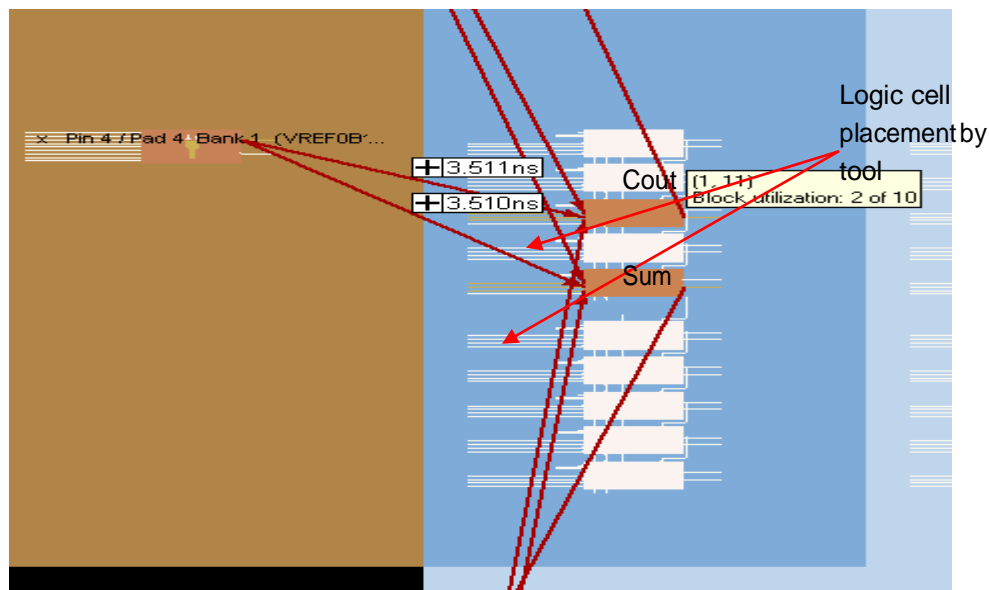 Logic cell
placement by
tool
x Pin 4 / Pad 4 Bank 1 (VREF0B1...
+ 3.511ns
Cout
(1, 11)
Block utilization: 2 of 10
+ 3.510ns
Sum